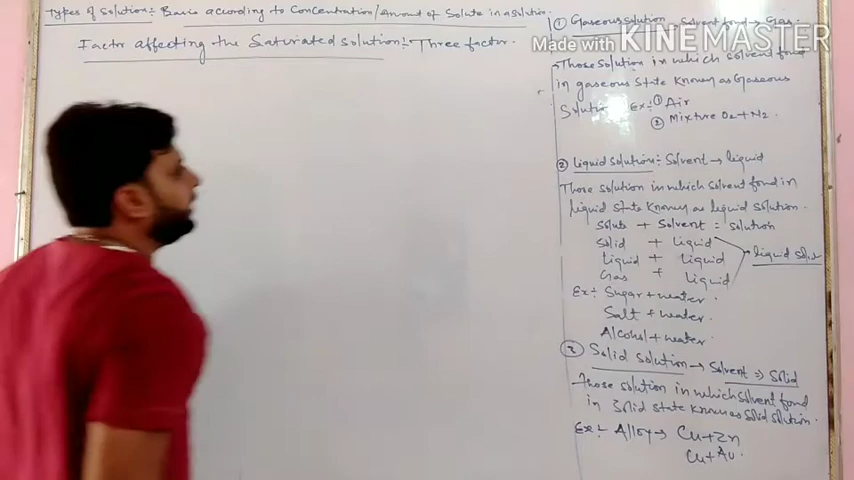 Types of Solution:- Basic according to Concentration/Amount of Solute in a solution.
Factor affecting the Saturated solution:- Three factor.
① Gaseous solution - Solvent found → Gas.
Made with KINEMASTER
Those Solution in which solvent found
in gaseous State known as Gaseous
Solution Ex:- ① Air
② Mixture O2+N2.
② Liquid solution:- Solvent → liquid
Those solution in which solvent found in
liquid state known as liquid solution.
Solute + Solvent = solution
Solid + Liquid
Liquid + Liquid
liquid soln
Gas + Liquid
Ex:- Sugar + water.
Salt + water.
Alcohol + water.
③ Solid solution → Solvent ⇒ Solid
Those solution in which solvent found
in Solid state known as solid solution.
Ex:- Alloy → Cu+Zn
Cu+Au.